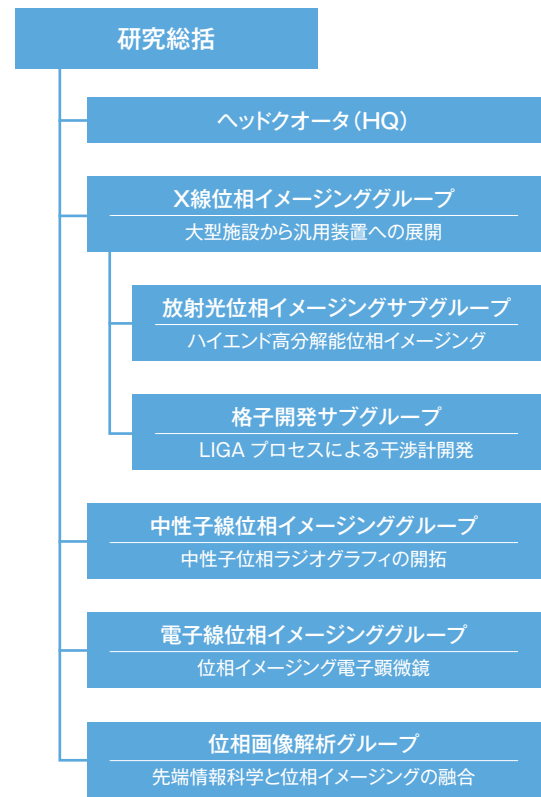 研究総括
ヘッドクオータ（HQ）
X線位相イメージンググループ
大型施設から汎用装置への展開
放射光位相イメージングサブグループ
ハイエンド高分解能位相イメージング
格子開発サブグループ
LIGA プロセスによる干渉計開発
中性子線位相イメージンググループ
中性子位相ラジオグラフィの開拓
電子線位相イメージンググループ
位相イメージング電子顕微鏡
位相画像解析グループ
先端情報科学と位相イメージングの融合